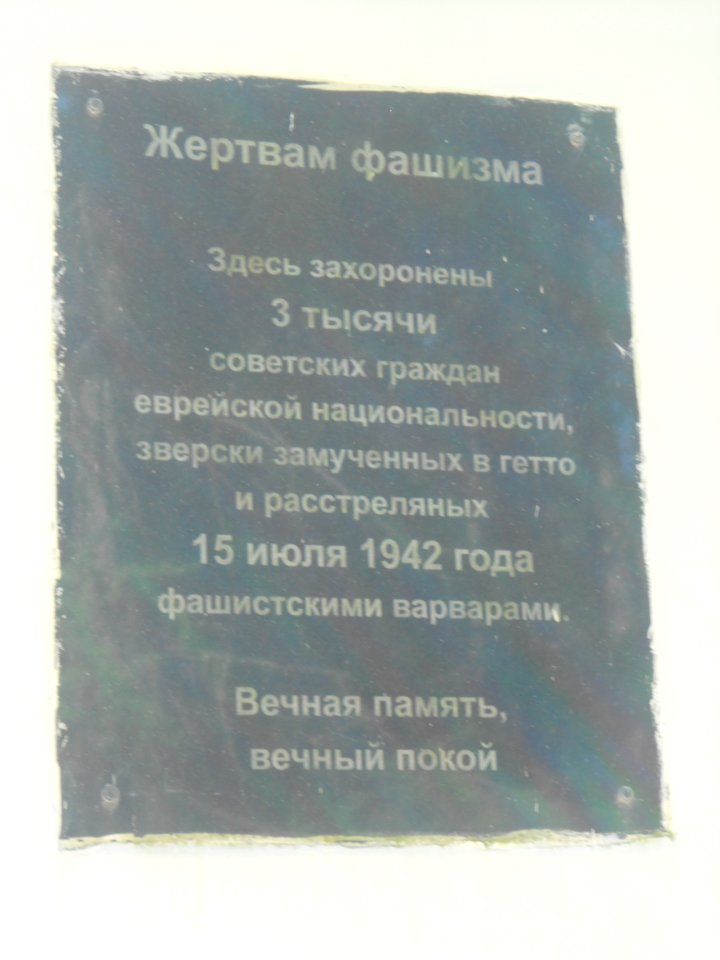 Жертвам фашизма
Здесь захоронены
3 тысячи
советских граждан
еврейской национальности,
зверски замученных в гетто
и расстреляных
15 июля 1942 года
фашистскими варварами.
Вечная память,
вечный покой